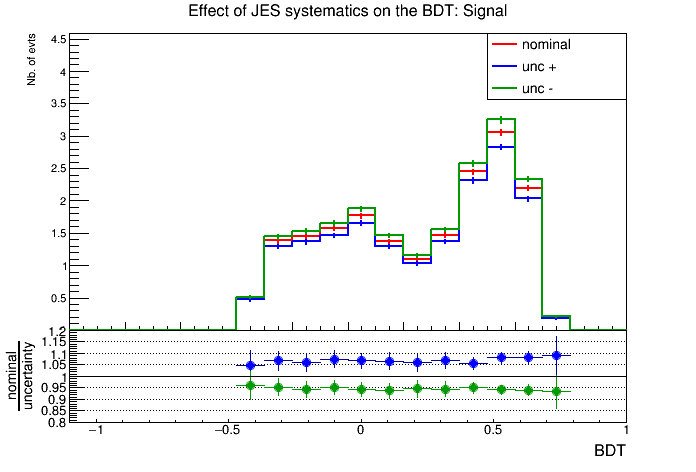 Effect of JES systematics on the BDT: Signal
Nb. of evts
4.5
4
3.5
3
2.5
2
1.5
1
0.5
nominal
unc +
unc -
nominal
uncertainty
1.2
1.15
1.1
1.05
1
0.95
0.9
0.85
0.8
−1 −0.5 0 0.5 1
BDT